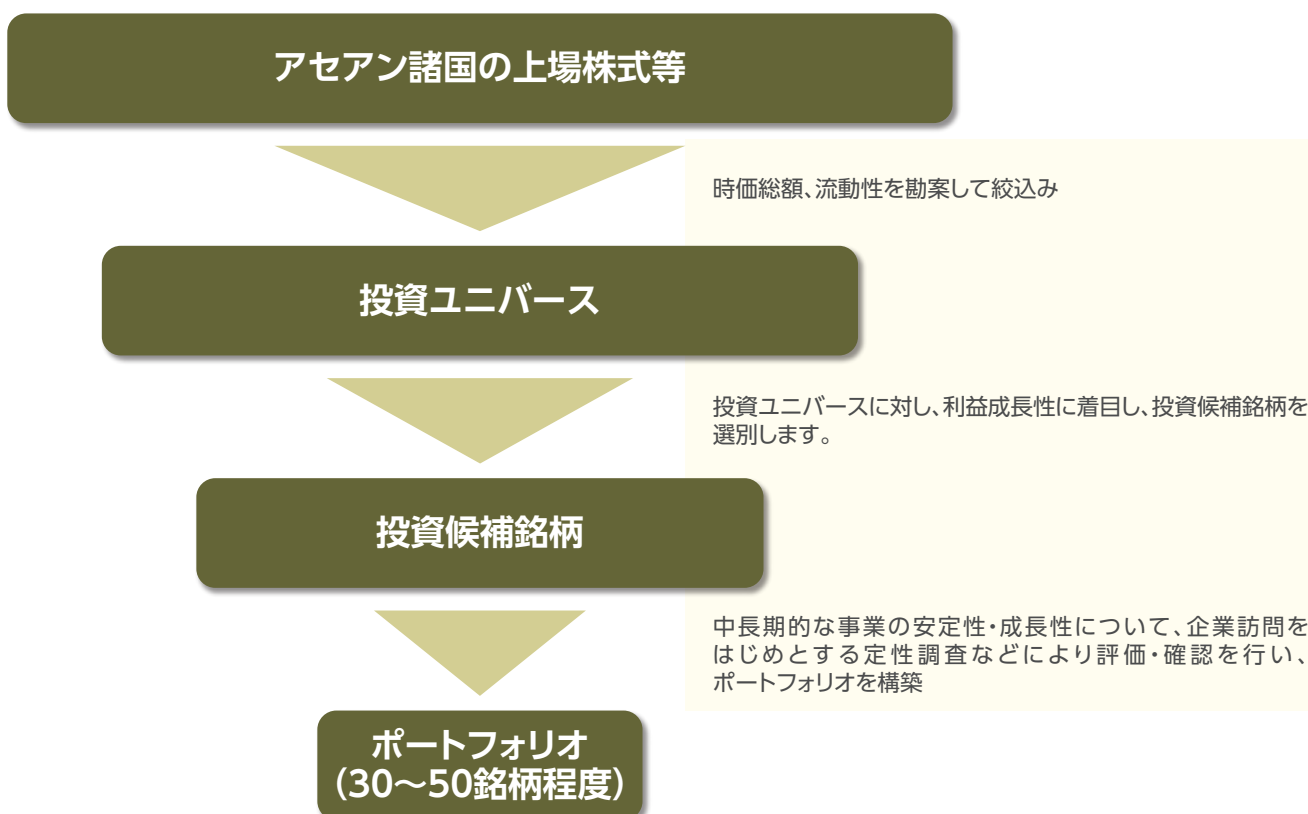 アセアン諸国の上場株式等
時価総額、流動性を勘案して絞込み
投資ユニバース
投資ユニバースに対し、利益成長性に着目し、投資候補銘柄を
選別します。
投資候補銘柄
中長期的な事業の安定性・成長性について、企業訪問を
はじめとする定性調査などにより評価・確認を行い、
ポートフォリオを構築
ポートフォリオ
(30〜50銘柄程度)